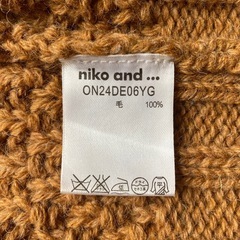 niko and ...
ON24DE06YG
毛 100%